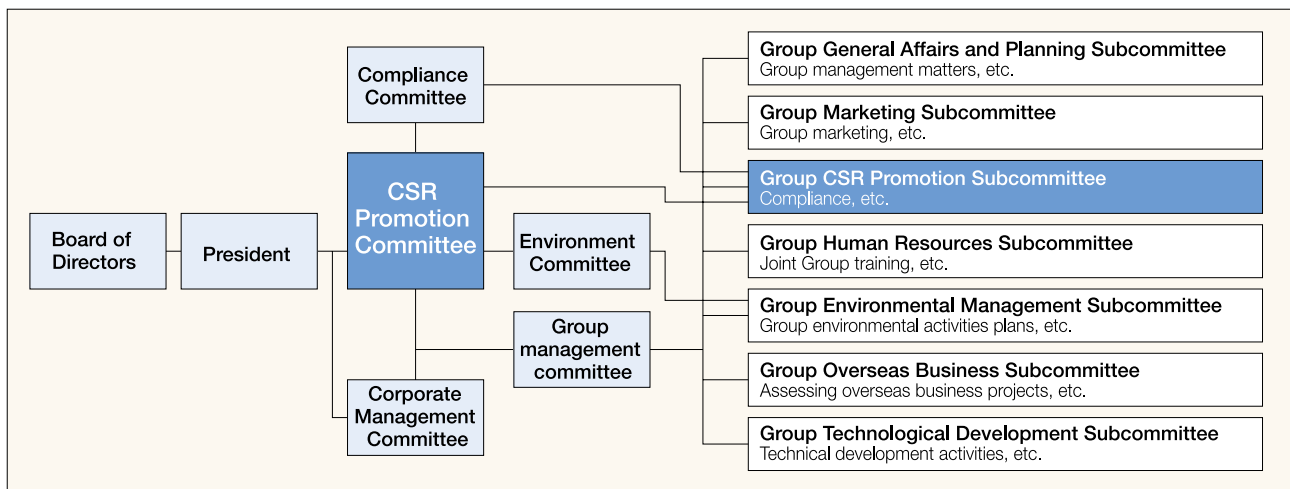 Board of
Directors
President
Compliance
Committee
CSR
Promotion
Committee
Corporate
Management
Committee
Environment
Committee
Group
management
committee
Group General Affairs and Planning Subcommittee
Group management matters, etc.
Group Marketing Subcommittee
Group marketing, etc.
Group CSR Promotion Subcommittee
Compliance, etc.
Group Human Resources Subcommittee
Joint Group training, etc.
Group Environmental Management Subcommittee
Group environmental activities plans, etc.
Group Overseas Business Subcommittee
Assessing overseas business projects, etc.
Group Technological Development Subcommittee
Technical development activities, etc.